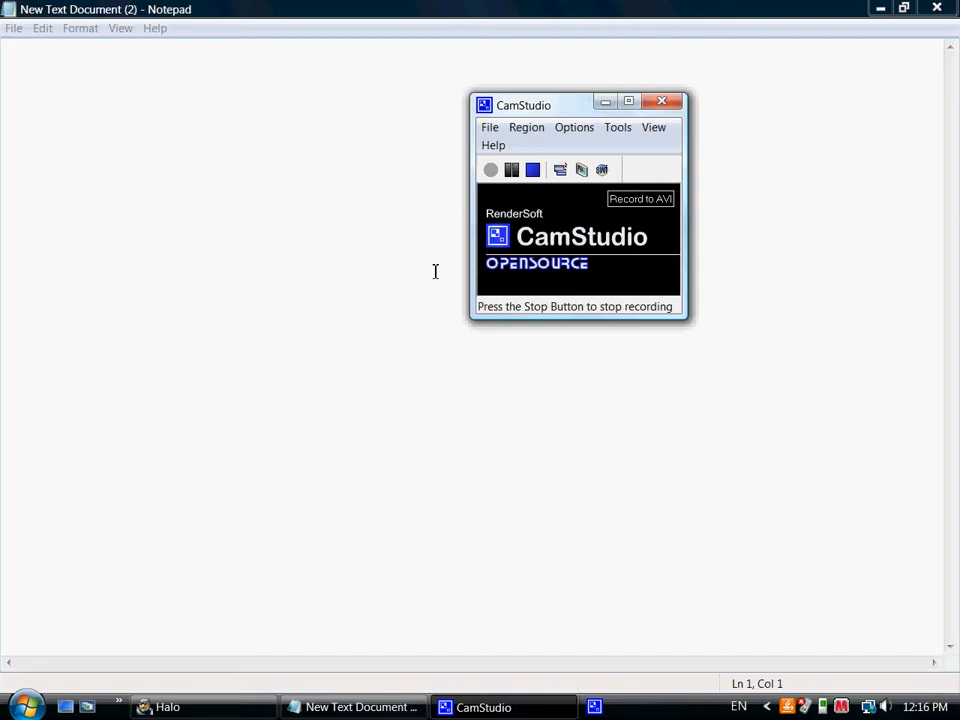 New Text Document (2) - Notepad
File Edit Format View Help
CamStudio
File Region Options Tools View
Help
SWF
Record to AVI
RenderSoft
CamStudio
OPENSOURCE
Press the Stop Button to stop recording
Ln 1, Col 1
Halo
New Text Document ...
CamStudio
EN
12:16 PM